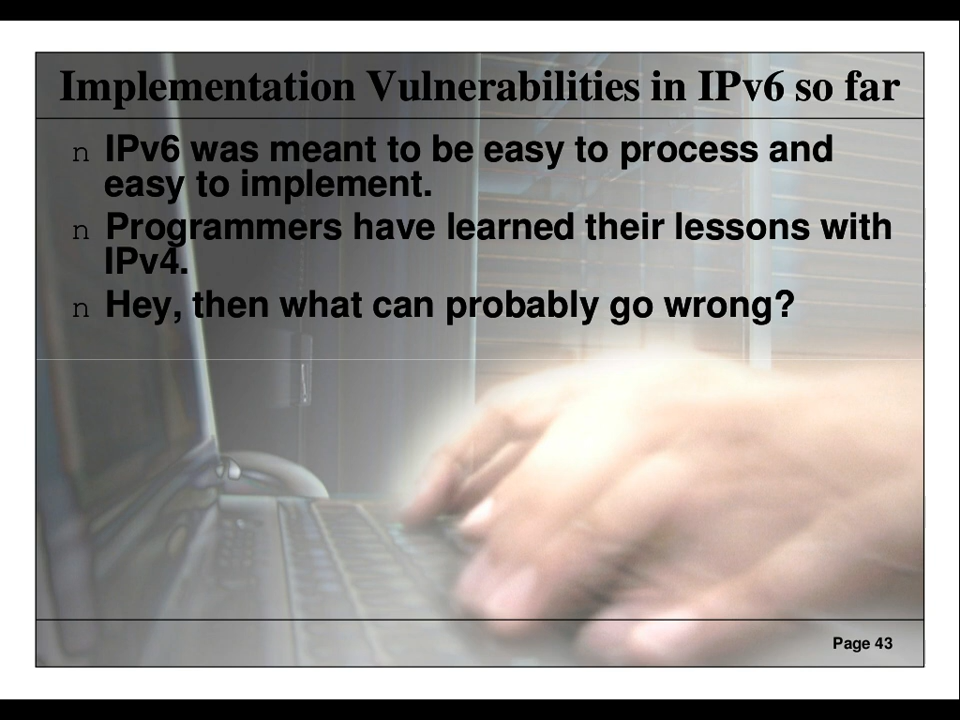 Implementation Vulnerabilities in IPv6 so far
n IPv6 was meant to be easy to process and
easy to implement.
n Programmers have learned their lessons with
IPv4.
n Hey, then what can probably go wrong?
Page 43